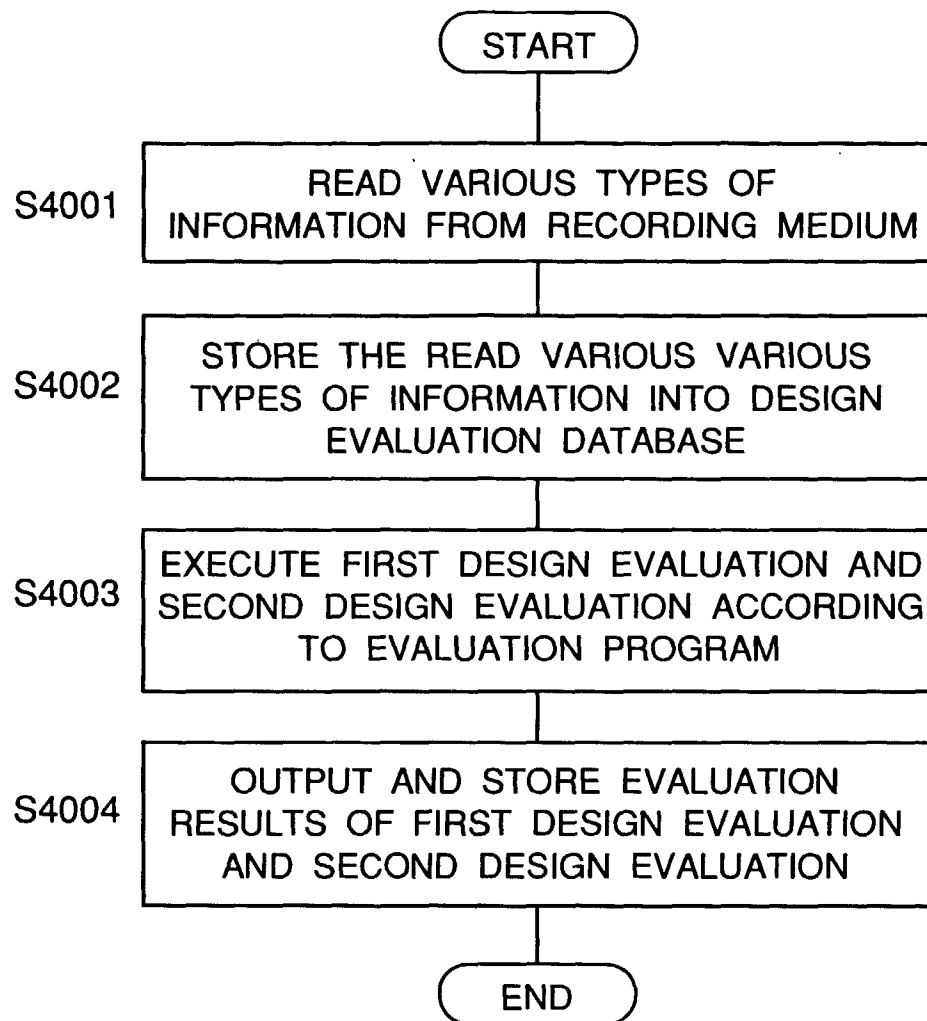 START
S4001
READ VARIOUS TYPES OF
INFORMATION FROM RECORDING MEDIUM
S4002
STORE THE READ VARIOUS VARIOUS
TYPES OF INFORMATION INTO DESIGN
EVALUATION DATABASE
S4003
EXECUTE FIRST DESIGN EVALUATION AND
SECOND DESIGN EVALUATION ACCORDING
TO EVALUATION PROGRAM
S4004
OUTPUT AND STORE EVALUATION
RESULTS OF FIRST DESIGN EVALUATION
AND SECOND DESIGN EVALUATION
END